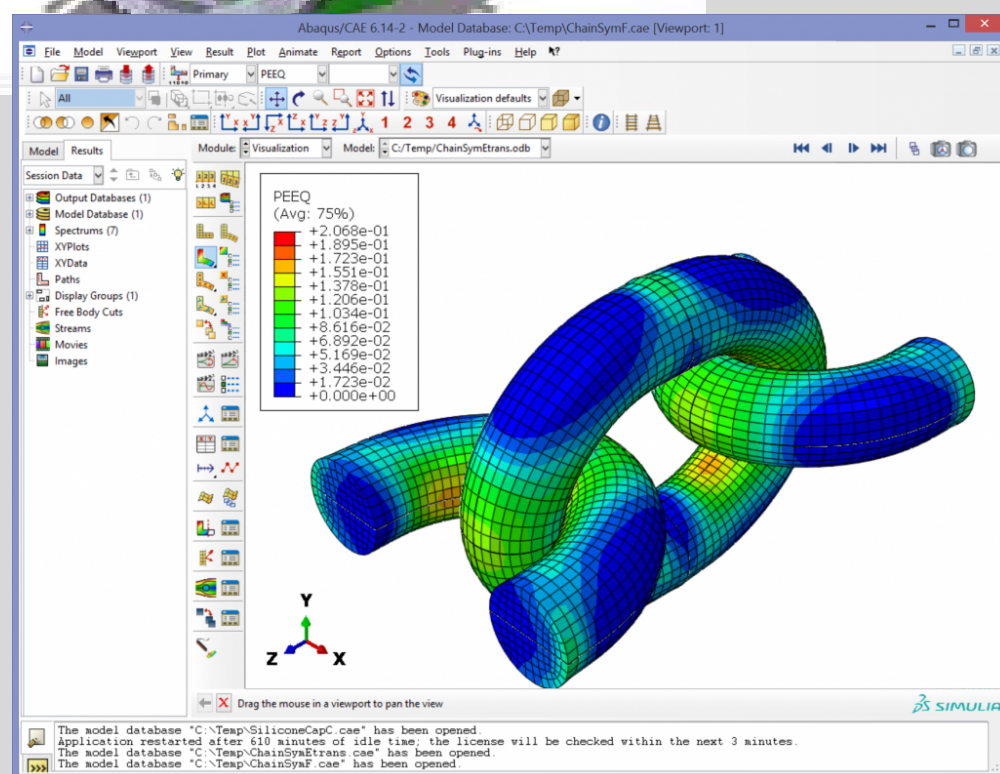 Abaqus/CAE 6.14-2 - Model Database: C:\Temp\ChainSymF.cae [Viewport: 1]
File Model Viewport View Result Plot Animate Report Options Tools Plug-ins Help
Primary PEEQ
All Visualization defaults
1 2 3 4
Model Results Module: Visualization Model: C:/Temp/ChainSymEtrans.odb
Session Data
Output Databases (1)
Model Database (1)
Spectrums (7)
XYPlots
XYData
Paths
Display Groups (1)
Free Body Cuts
Streams
Movies
Images
PEEQ
(Avg: 75%)
+2.068e-01
+1.895e-01
+1.723e-01
+1.551e-01
+1.378e-01
+1.206e-01
+1.034e-01
+8.616e-02
+6.892e-02
+5.169e-02
+3.446e-02
+1.723e-02
+0.000e+00
Y
Z X
Drag the mouse in a viewport to pan the view
SIMULIA
The model database "C:\Temp\SiliconeCapC.cae" has been opened.
Application restarted after 610 minutes of idle time; the license will be checked within the next 3 minutes.
The model database "C:\Temp\ChainSymEtrans.cae" has been opened.
The model database "C:\Temp\ChainSymF.cae" has been opened.
>>>